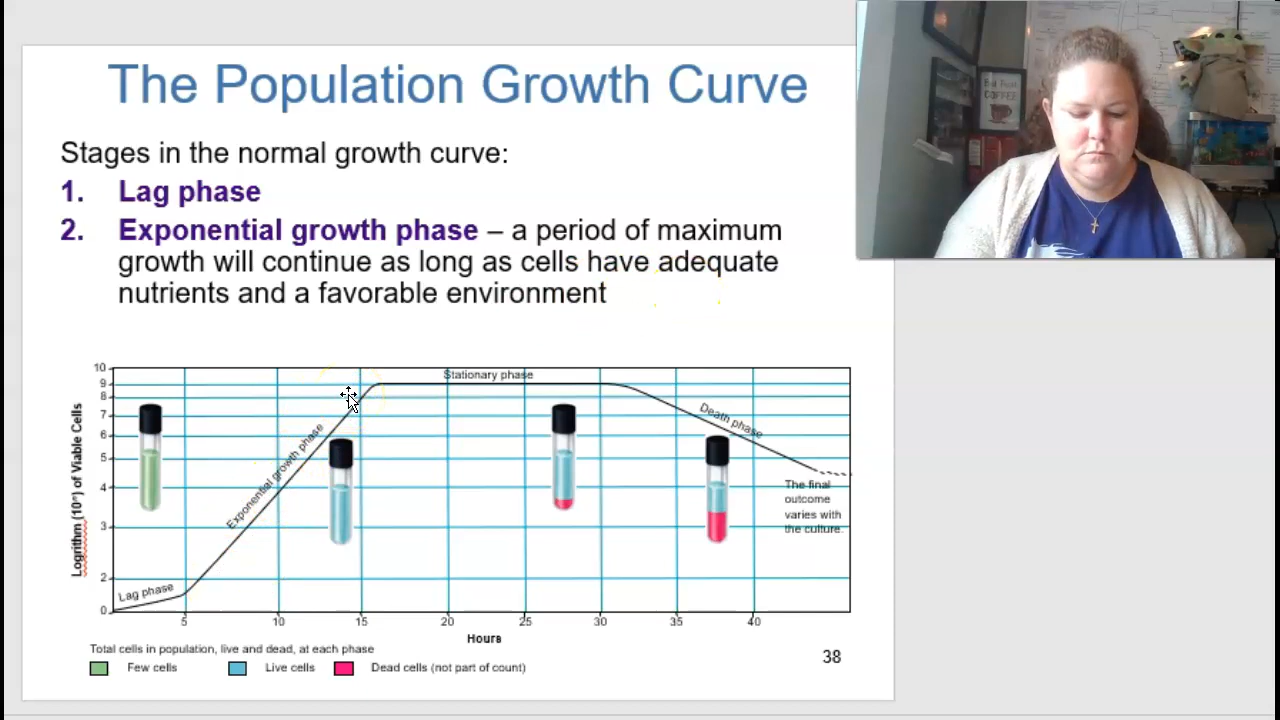 The Population Growth Curve
Stages in the normal growth curve:
1. Lag phase
2. Exponential growth phase – a period of maximum
growth will continue as long as cells have adequate
nutrients and a favorable environment
Logrithm (10ⁿ) of Viable Cells
10
9
8
7
6
5
4
3
2
0
Lag phase
Exponential growth phase
Stationary phase
Death phase
The final
outcome
varies with
the culture.
5 10 15 20 25 30 35 40
Hours
Total cells in population, live and dead, at each phase
Few cells Live cells Dead cells (not part of count)
38
COFFEE